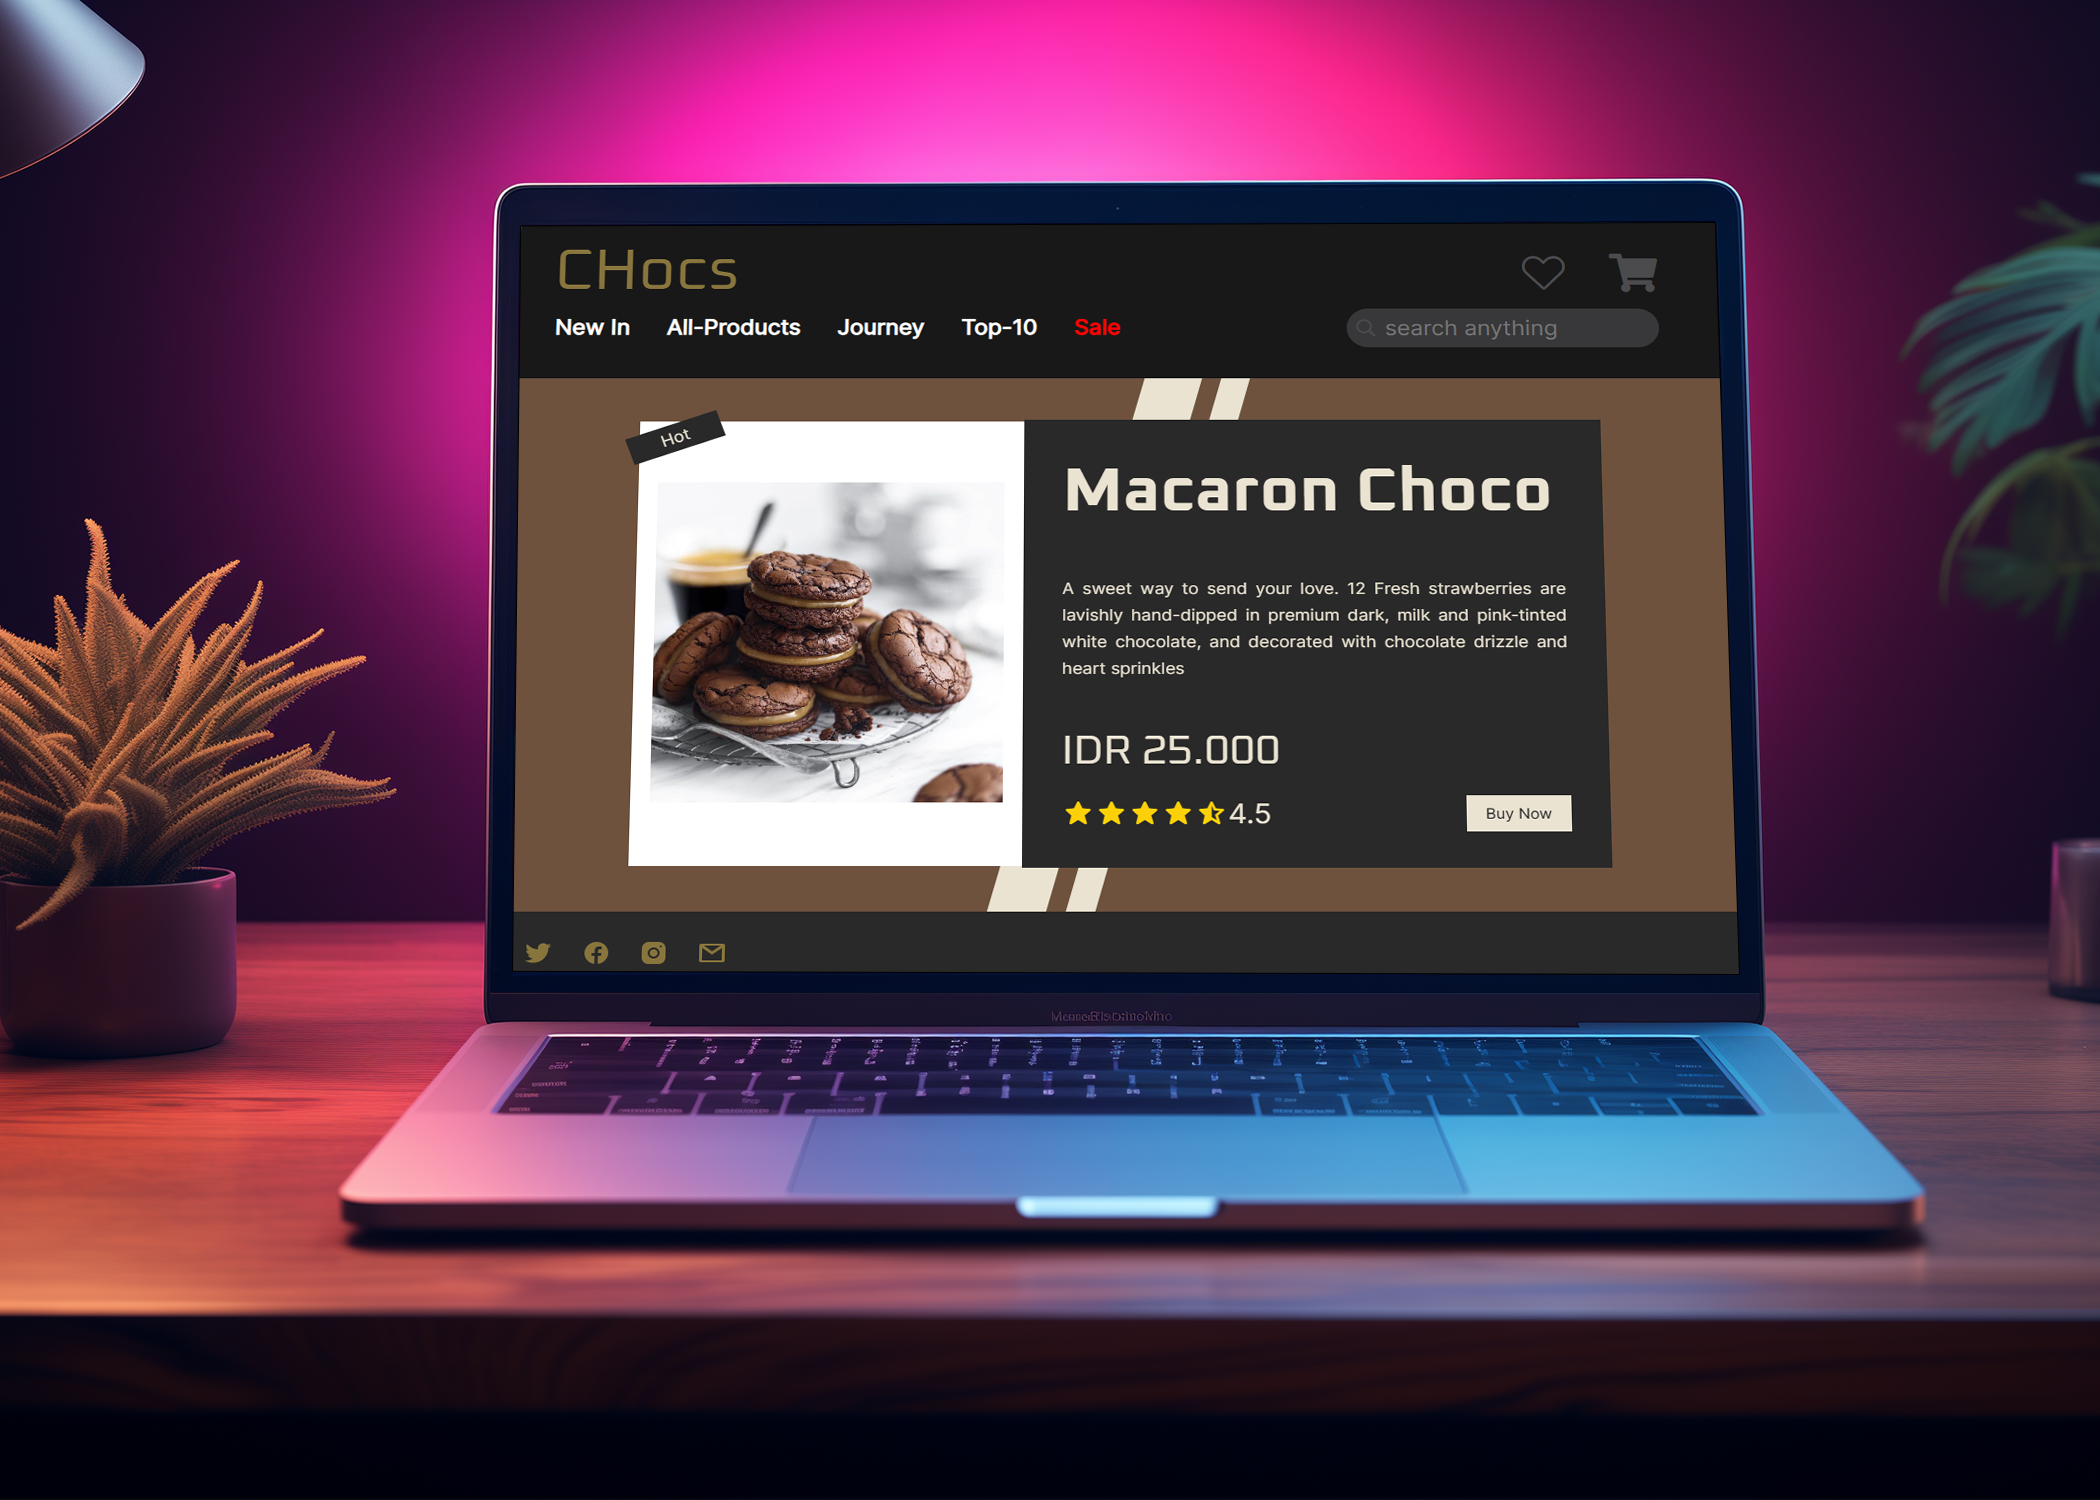 CHocs
New In All-Products Journey Top-10 Sale
search anything
Hot
Macaron Choco
A sweet way to send your love. 12 Fresh strawberries are
lavishly hand-dipped in premium dark, milk and pink-tinted
white chocolate, and decorated with chocolate drizzle and
heart sprinkles
IDR 25.000
4.5
Buy Now